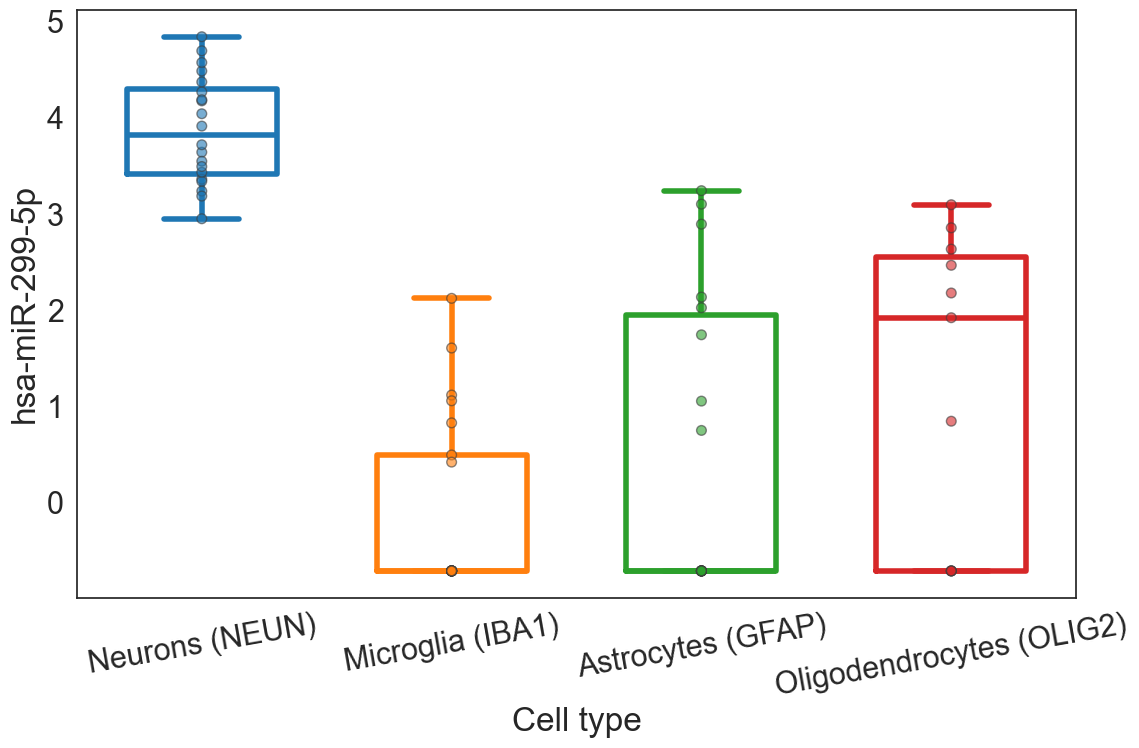 hsa-miR-299-5p
5
4
3
2
1
0
Neurons (NEUN)
Microglia (IBA1)
Astrocytes (GFAP)
Oligodendrocytes (OLIG2)
Cell type